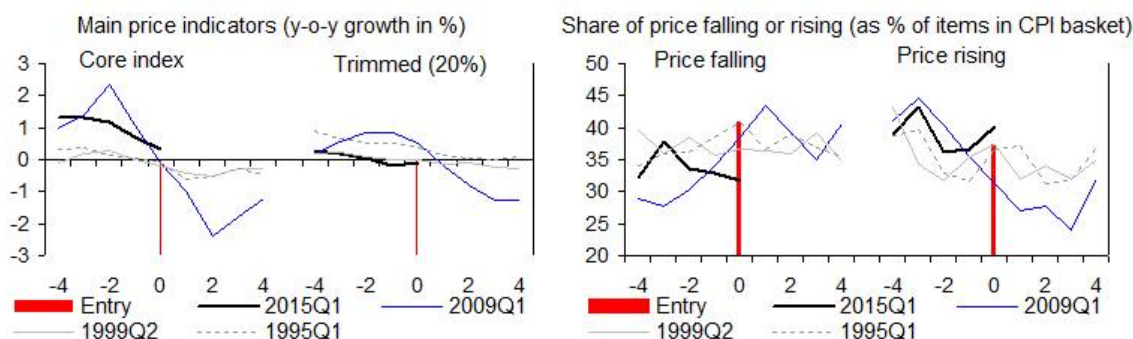 Main price indicators (y-o-y growth in %)
Core index
Trimmed (20%)
3
2
1
0
-1
-2
-3
-4 -2 0 2 4 -4 -2 0 2 4
Entry 2015Q1 2009Q1
1999Q2 1995Q1
Share of price falling or rising (as % of items in CPI basket)
Price falling
Price rising
50
45
40
35
30
25
20
-4 -2 0 2 4 -4 -2 0 2 4
Entry 2015Q1 2009Q1
1999Q2 1995Q1